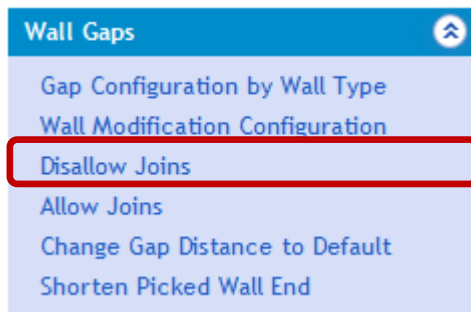 Wall Gaps
Gap Configuration by Wall Type
Wall Modification Configuration
Disallow Joins
Allow Joins
Change Gap Distance to Default
Shorten Picked Wall End